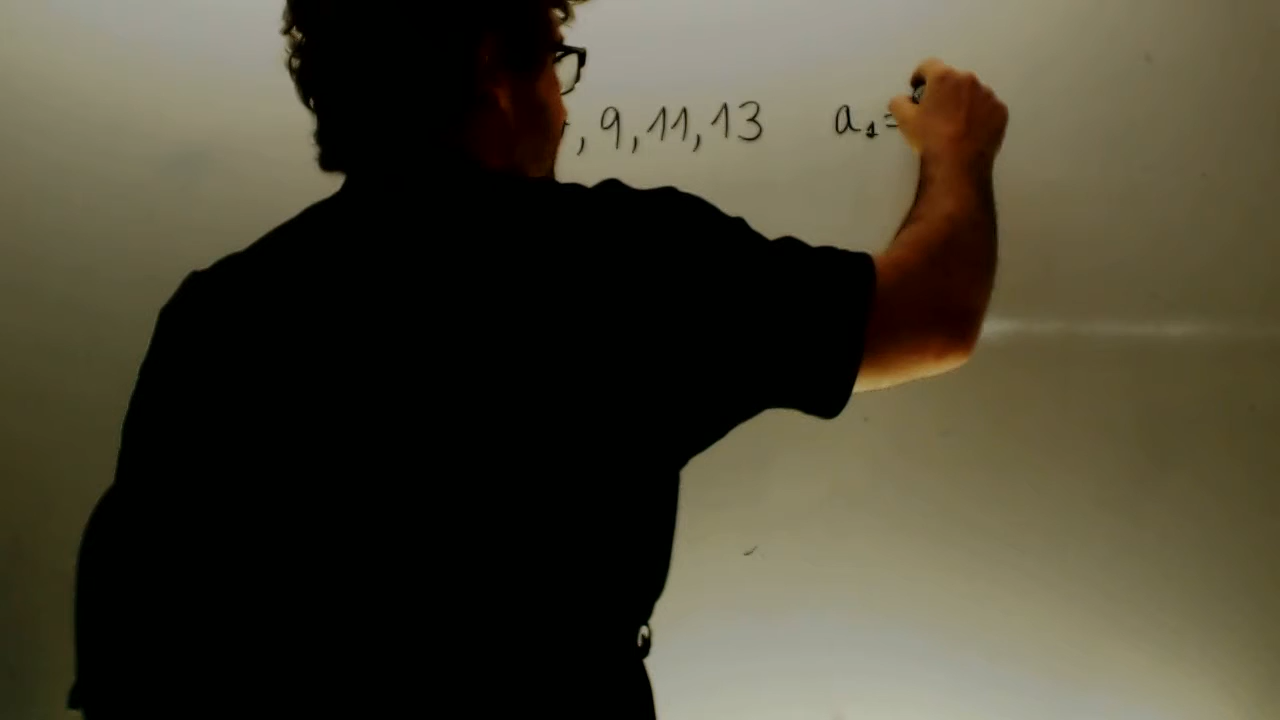 , 9, 11, 13 a₁=